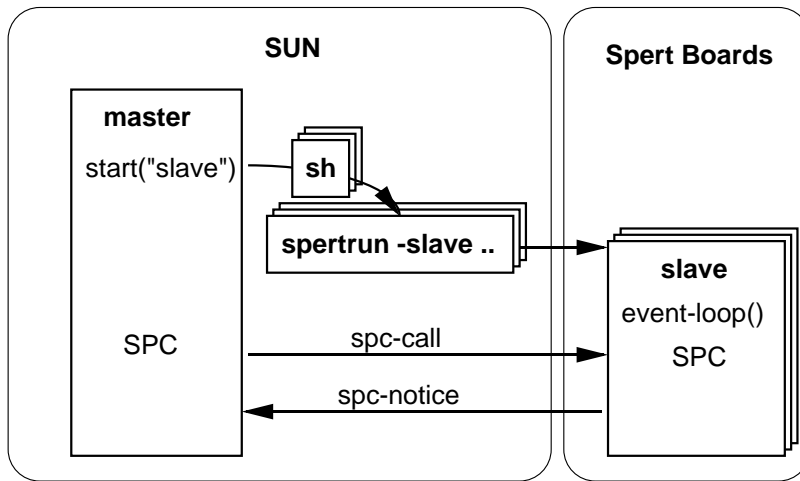 SUN
Spert Boards
master
start("slave")
sh
spertrun -slave ..
slave
event-loop()
SPC
spc-call
SPC
spc-notice